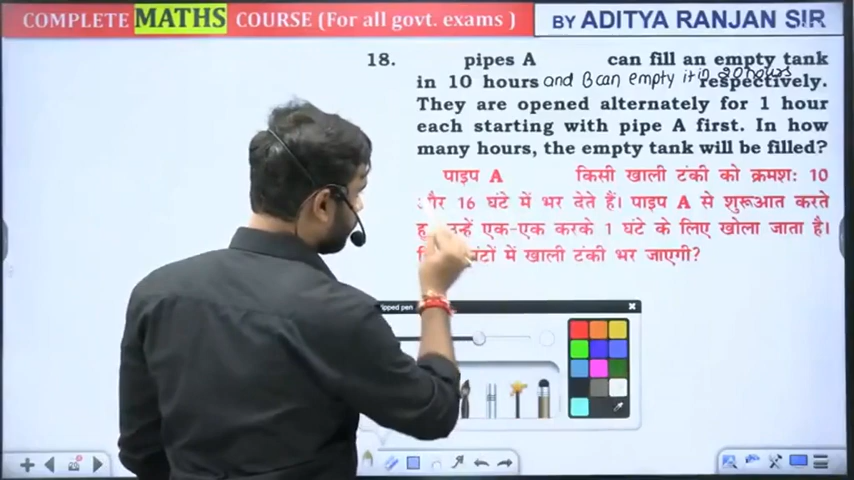 COMPLETE MATHS COURSE (For all govt. exams)
BY ADITYA RANJAN SIR
18. pipes A can fill an empty tank
in 10 hours and B can empty it in 20 hours respectively.
They are opened alternately for 1 hour
each starting with pipe A first. In how
many hours, the empty tank will be filled?
पाइप A किसी खाली टंकी को क्रमश: 10
और 16 घंटे में भर देते हैं। पाइप A से शुरूआत करते
उन्हें एक-एक करके 1 घंटे के लिए खोला जाता है।
घंटों में खाली टंकी भर जाएगी?